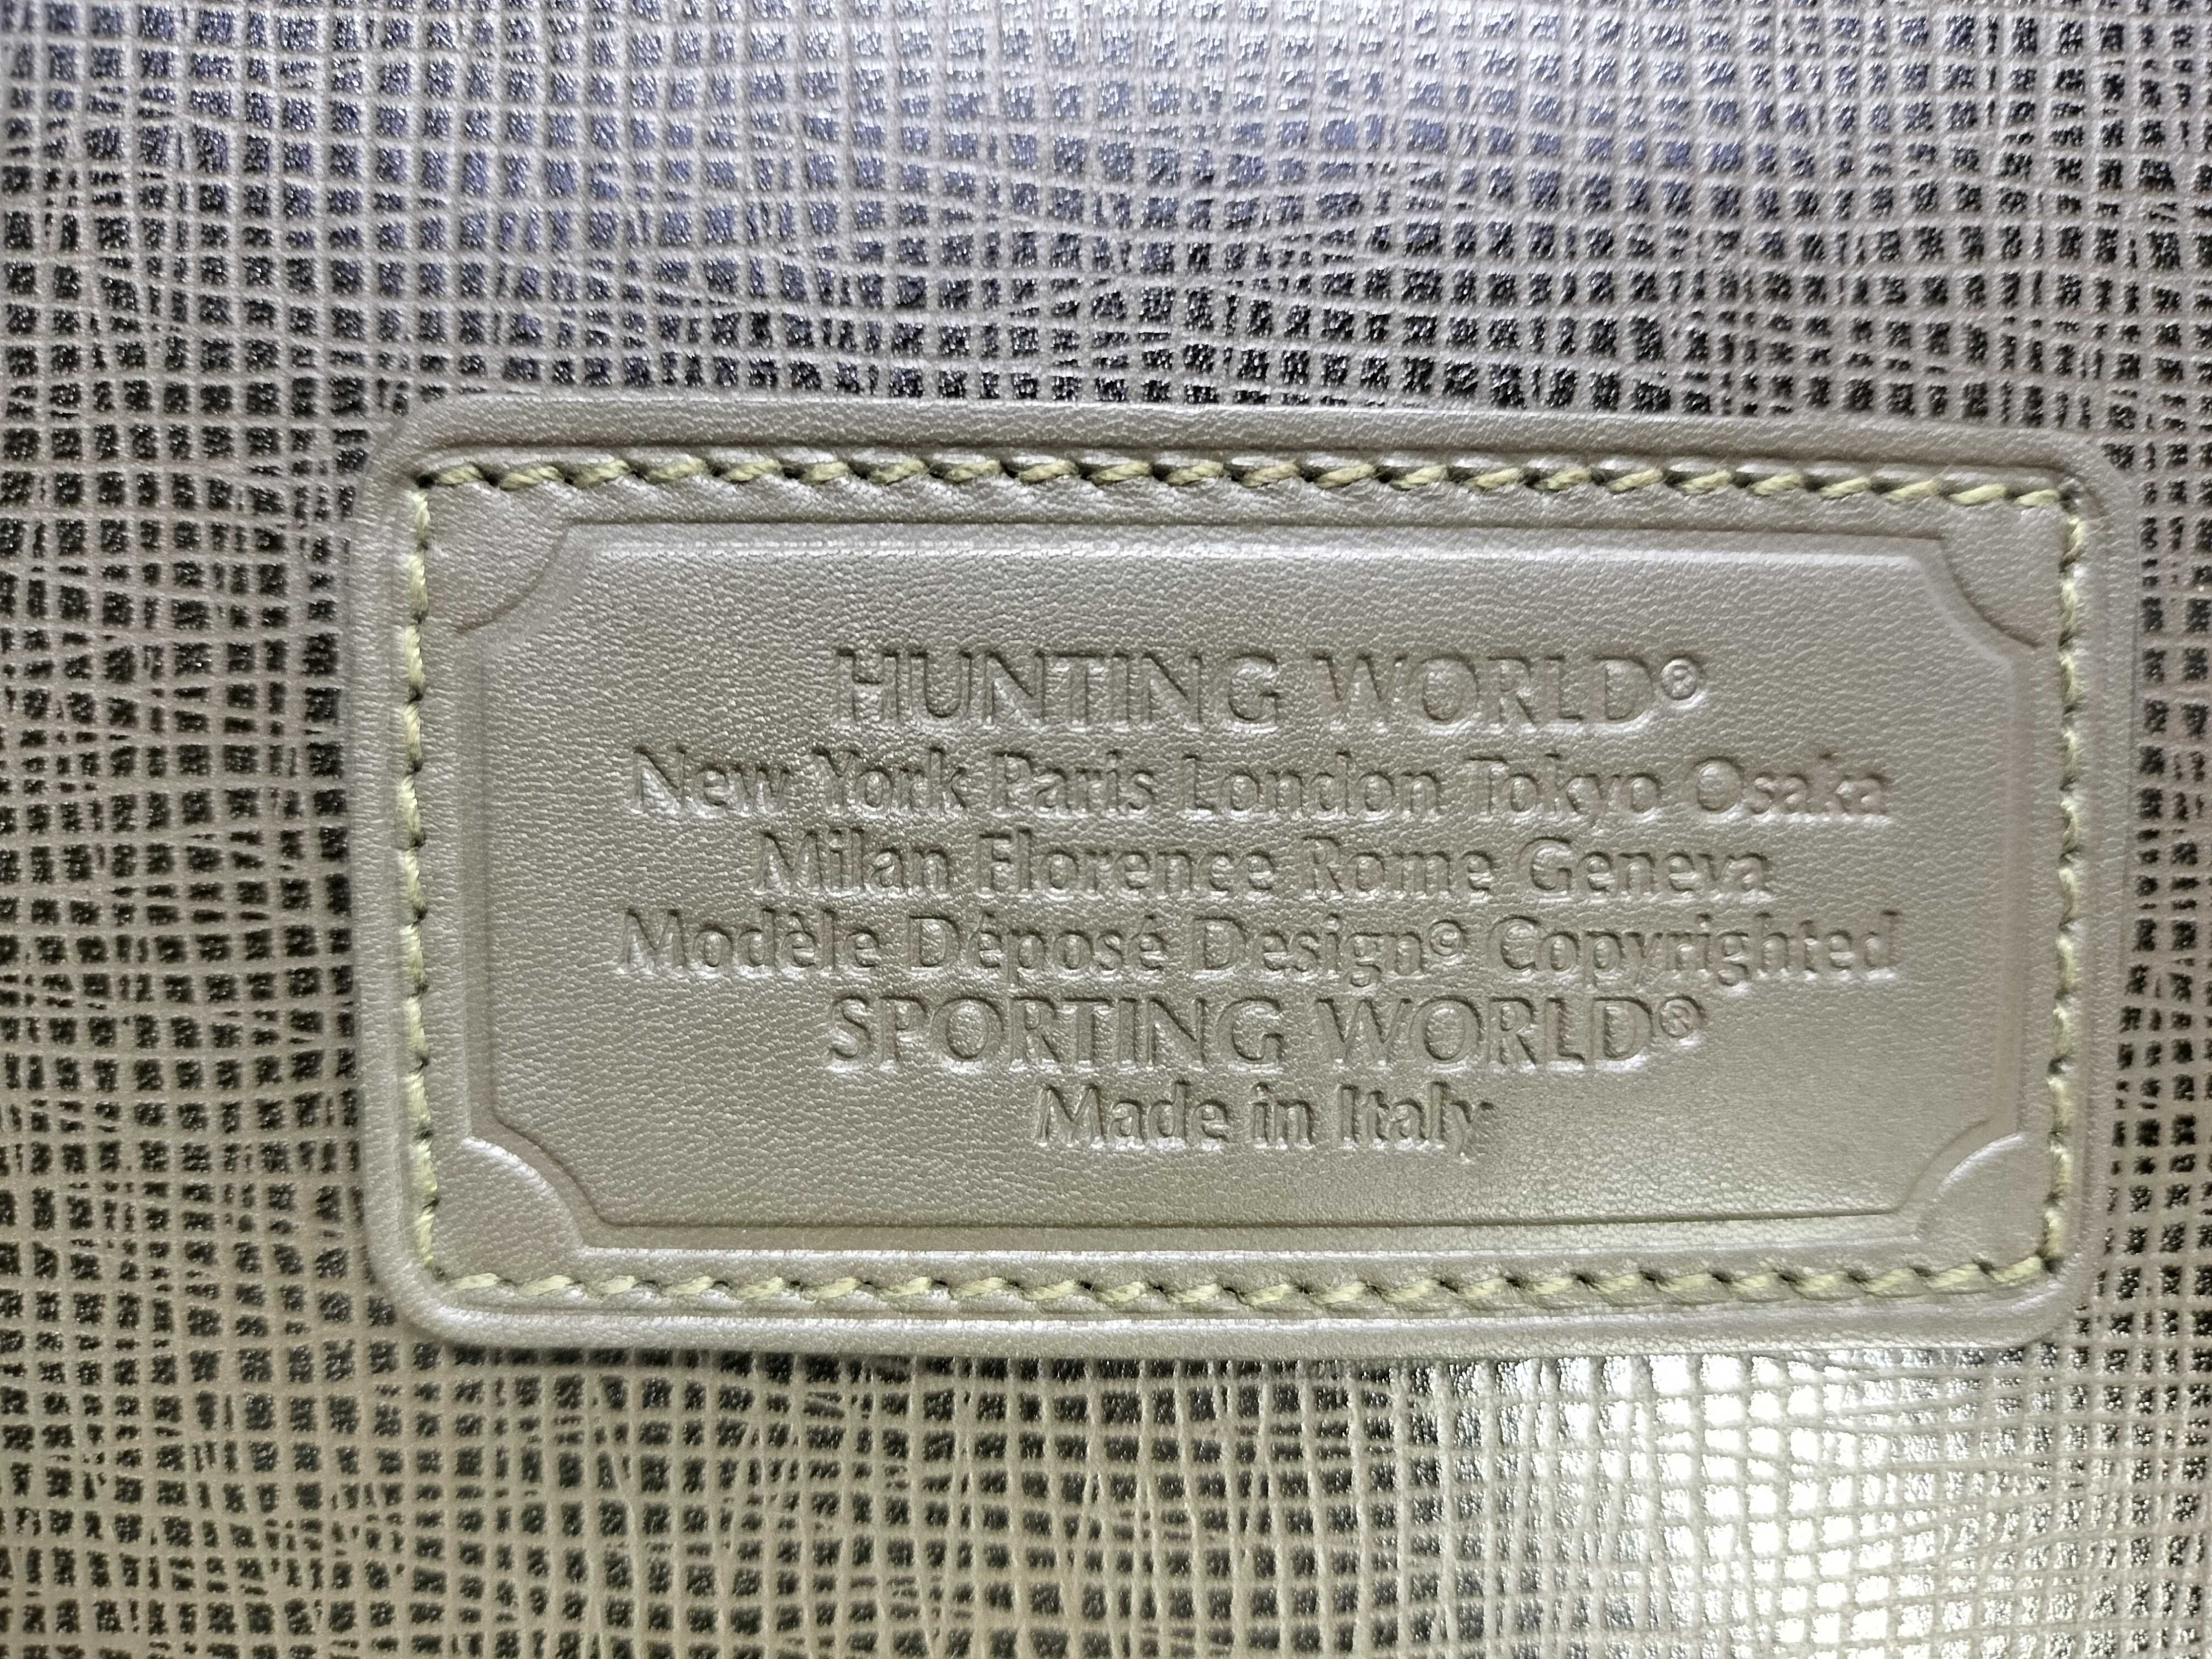 HUNTING WORLD®
New York Paris London Tokyo Osaka
Milan Florence Rome Geneva
Modèle Déposé Design© Copyrighted
SPORTING WORLD®
Made in Italy